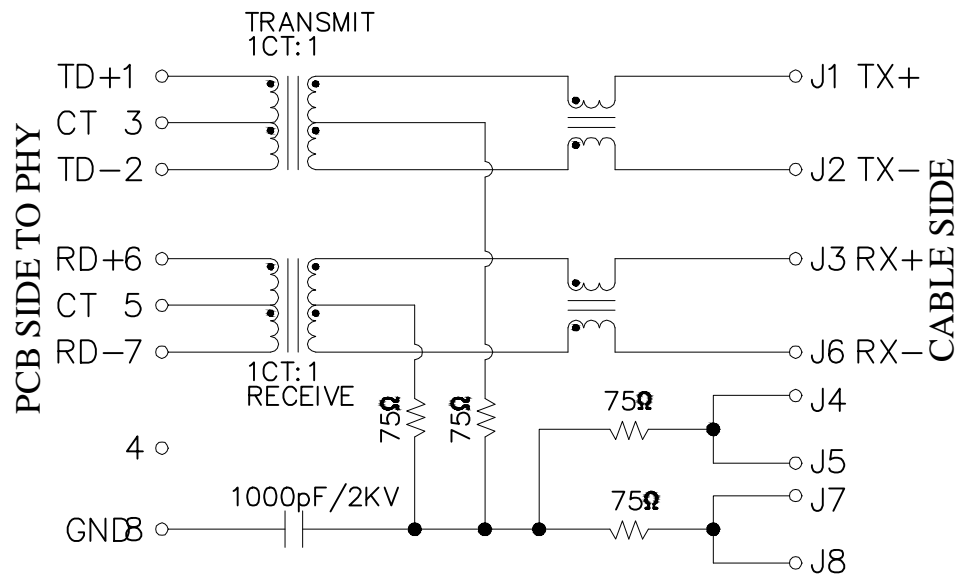 TRANSMIT
1CT:1
TD+1
J1 TX+
CT 3
TD-2
J2 TX-
PCB SIDE TO PHY
CABLE SIDE
RD+6
J3 RX+
CT 5
RD-7
J6 RX-
1CT:1
RECEIVE
75Ω
75Ω
75Ω
J4
4
J5
1000pF/2KV
75Ω
J7
GND8
J8